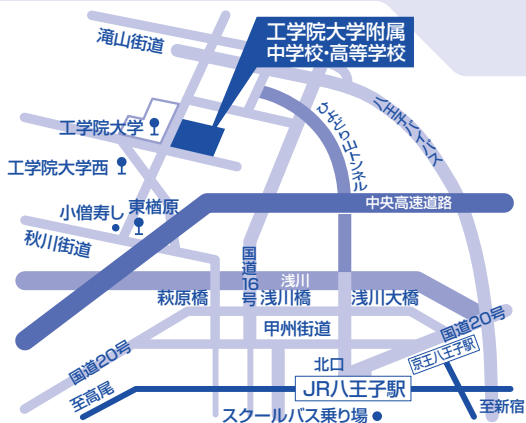 工学院大学附属
中学校・高等学校
滝山街道
ひよどり山トンネル
八王子バイパス
工学院大学
工学院大学西
小僧寿し
東楢原
秋川街道
中央高速道路
国道16号
浅川
萩原橋
浅川橋
浅川大橋
甲州街道
国道20号
国道20号
京王八王子駅
北口
JR八王子駅
至高尾
至新宿
スクールバス乗り場